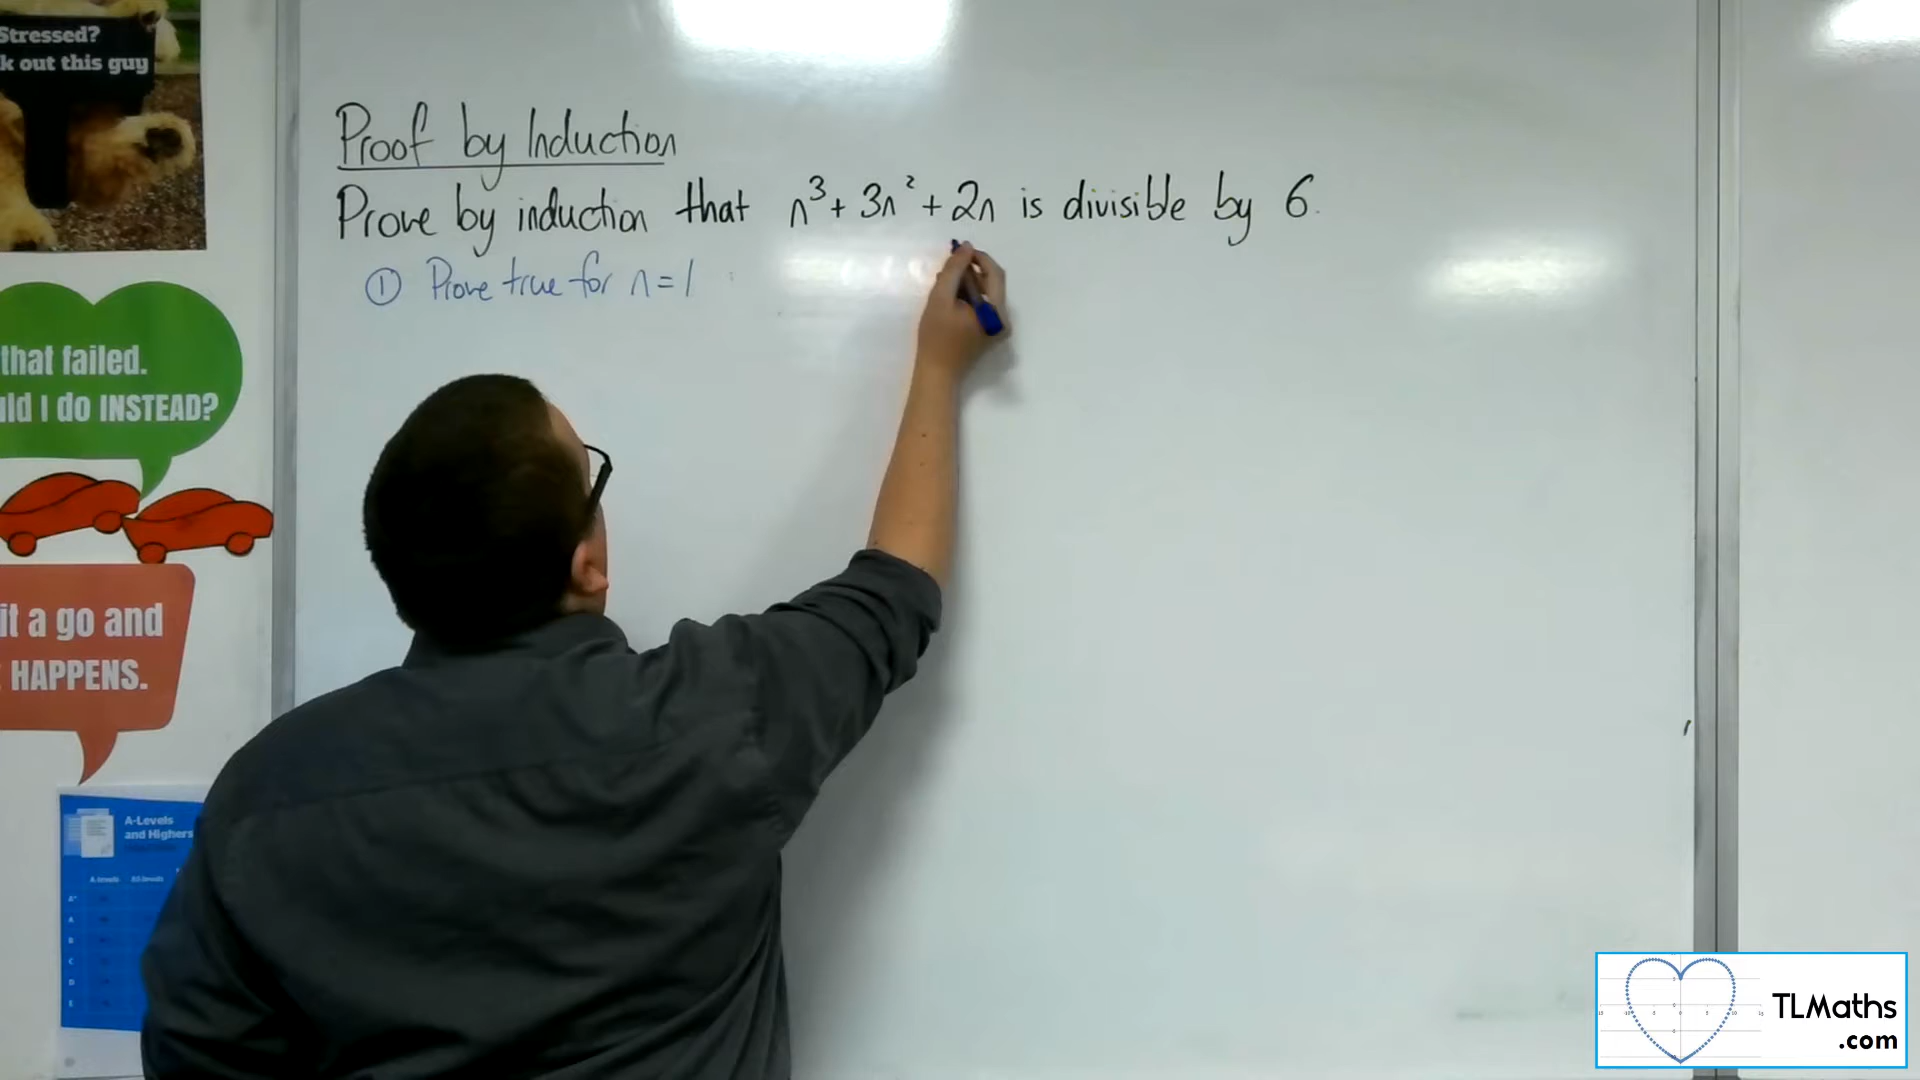 Stressed?
k out this guy
Proof by Induction
Prove by induction that n³ + 3n² + 2n is divisible by 6.
① Prove true for n = 1
that failed.
uld I do INSTEAD?
it a go and
HAPPENS.
A-Levels
and Highers
A levels
A*
A
B
C
D
E
TLMaths
.com